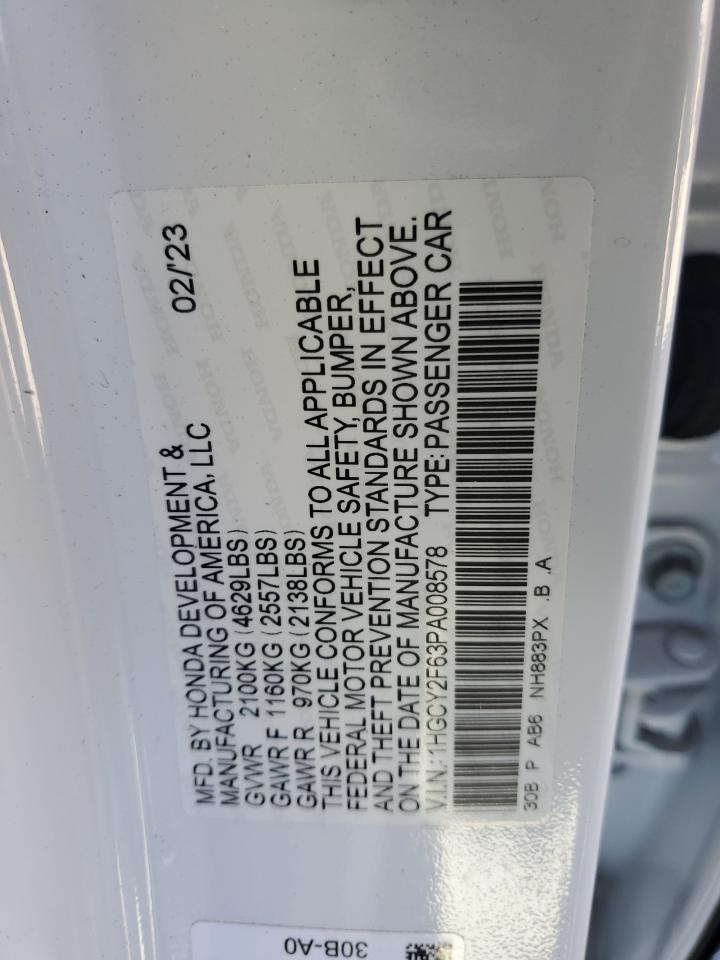 MFD. BY HONDA DEVELOPMENT & 02/'23
MANUFACTURING OF AMERICA, LLC
GVWR 2100KG (4629LBS)
GAWR F 1160KG (2557LBS)
GAWR R 970KG (2138LBS)
THIS VEHICLE CONFORMS TO ALL APPLICABLE
FEDERAL MOTOR VEHICLE SAFETY, BUMPER,
AND THEFT PREVENTION STANDARDS IN EFFECT
ON THE DATE OF MANUFACTURE SHOWN ABOVE.
V.I.N.: 1HGCY2F63PA008578 TYPE: PASSENGER CAR
30B P AB6 NH883PX .B .A
30B-A0